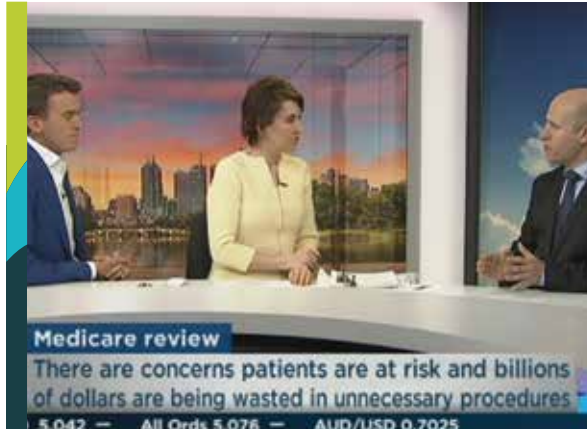 Medicare review
There are concerns patients are at risk and billions
of dollars are being wasted in unnecessary procedures
5,042 — All Ords 5,076 — AUD/USD 0.7025